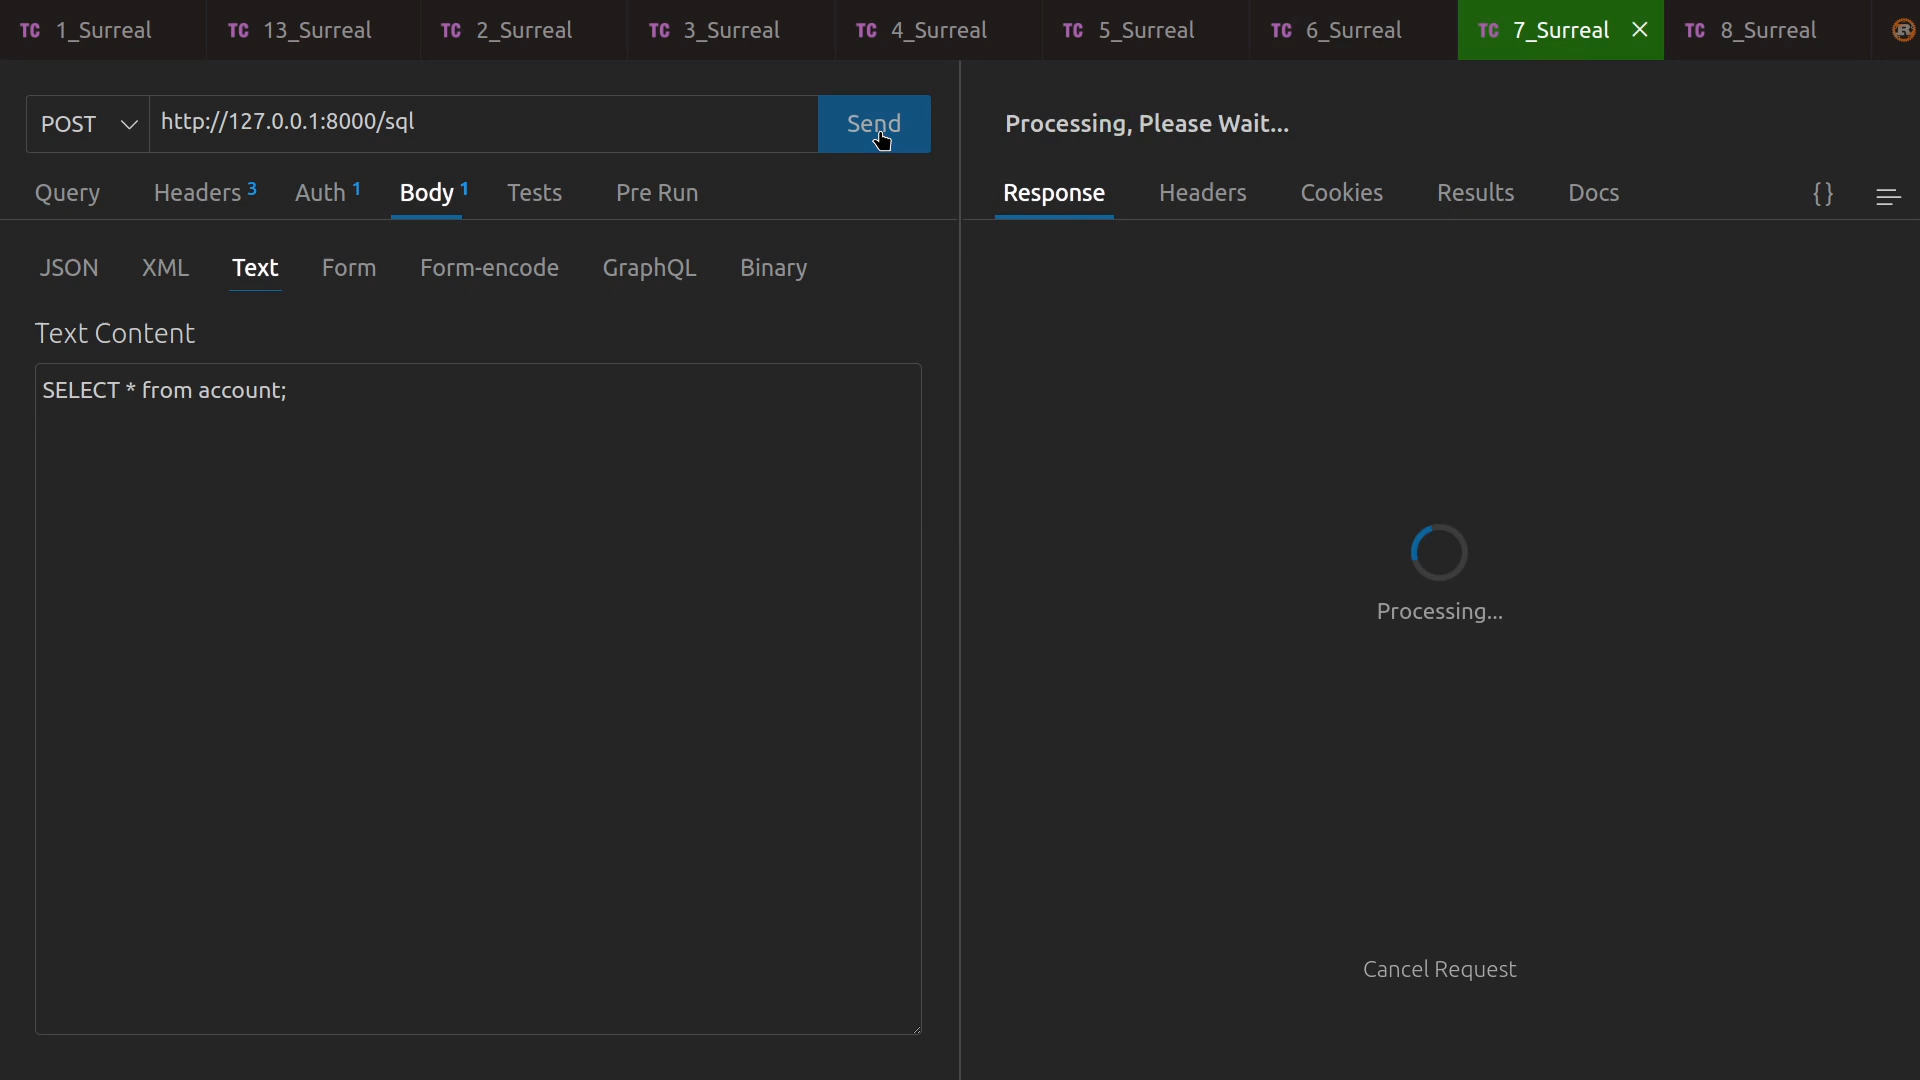 TC 1_Surreal TC 13_Surreal TC 2_Surreal TC 3_Surreal TC 4_Surreal TC 5_Surreal TC 6_Surreal TC 7_Surreal TC 8_Surreal R
POST http://127.0.0.1:8000/sql Send
Query Headers 3 Auth 1 Body 1 Tests Pre Run
JSON XML Text Form Form-encode GraphQL Binary
Text Content
SELECT * from account;
Processing, Please Wait...
Response Headers Cookies Results Docs {}
Processing...
Cancel Request